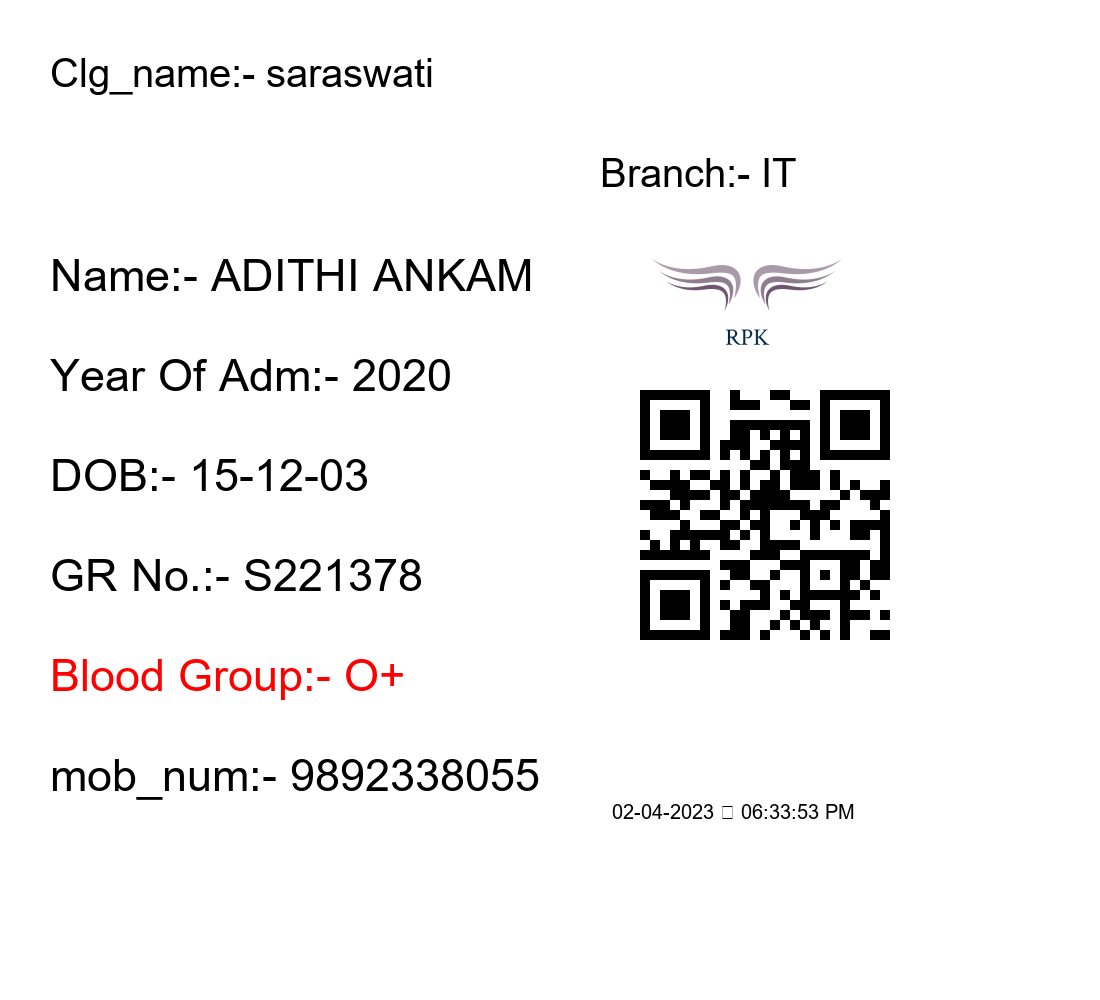 Clg_name:- saraswati
Branch:- IT
Name:- ADITHI ANKAM
RPK
Year Of Adm:- 2020
DOB:- 15-12-03
GR No.:- S221378
Blood Group:- O+
mob_num:- 9892338055
02-04-2023 □ 06:33:53 PM